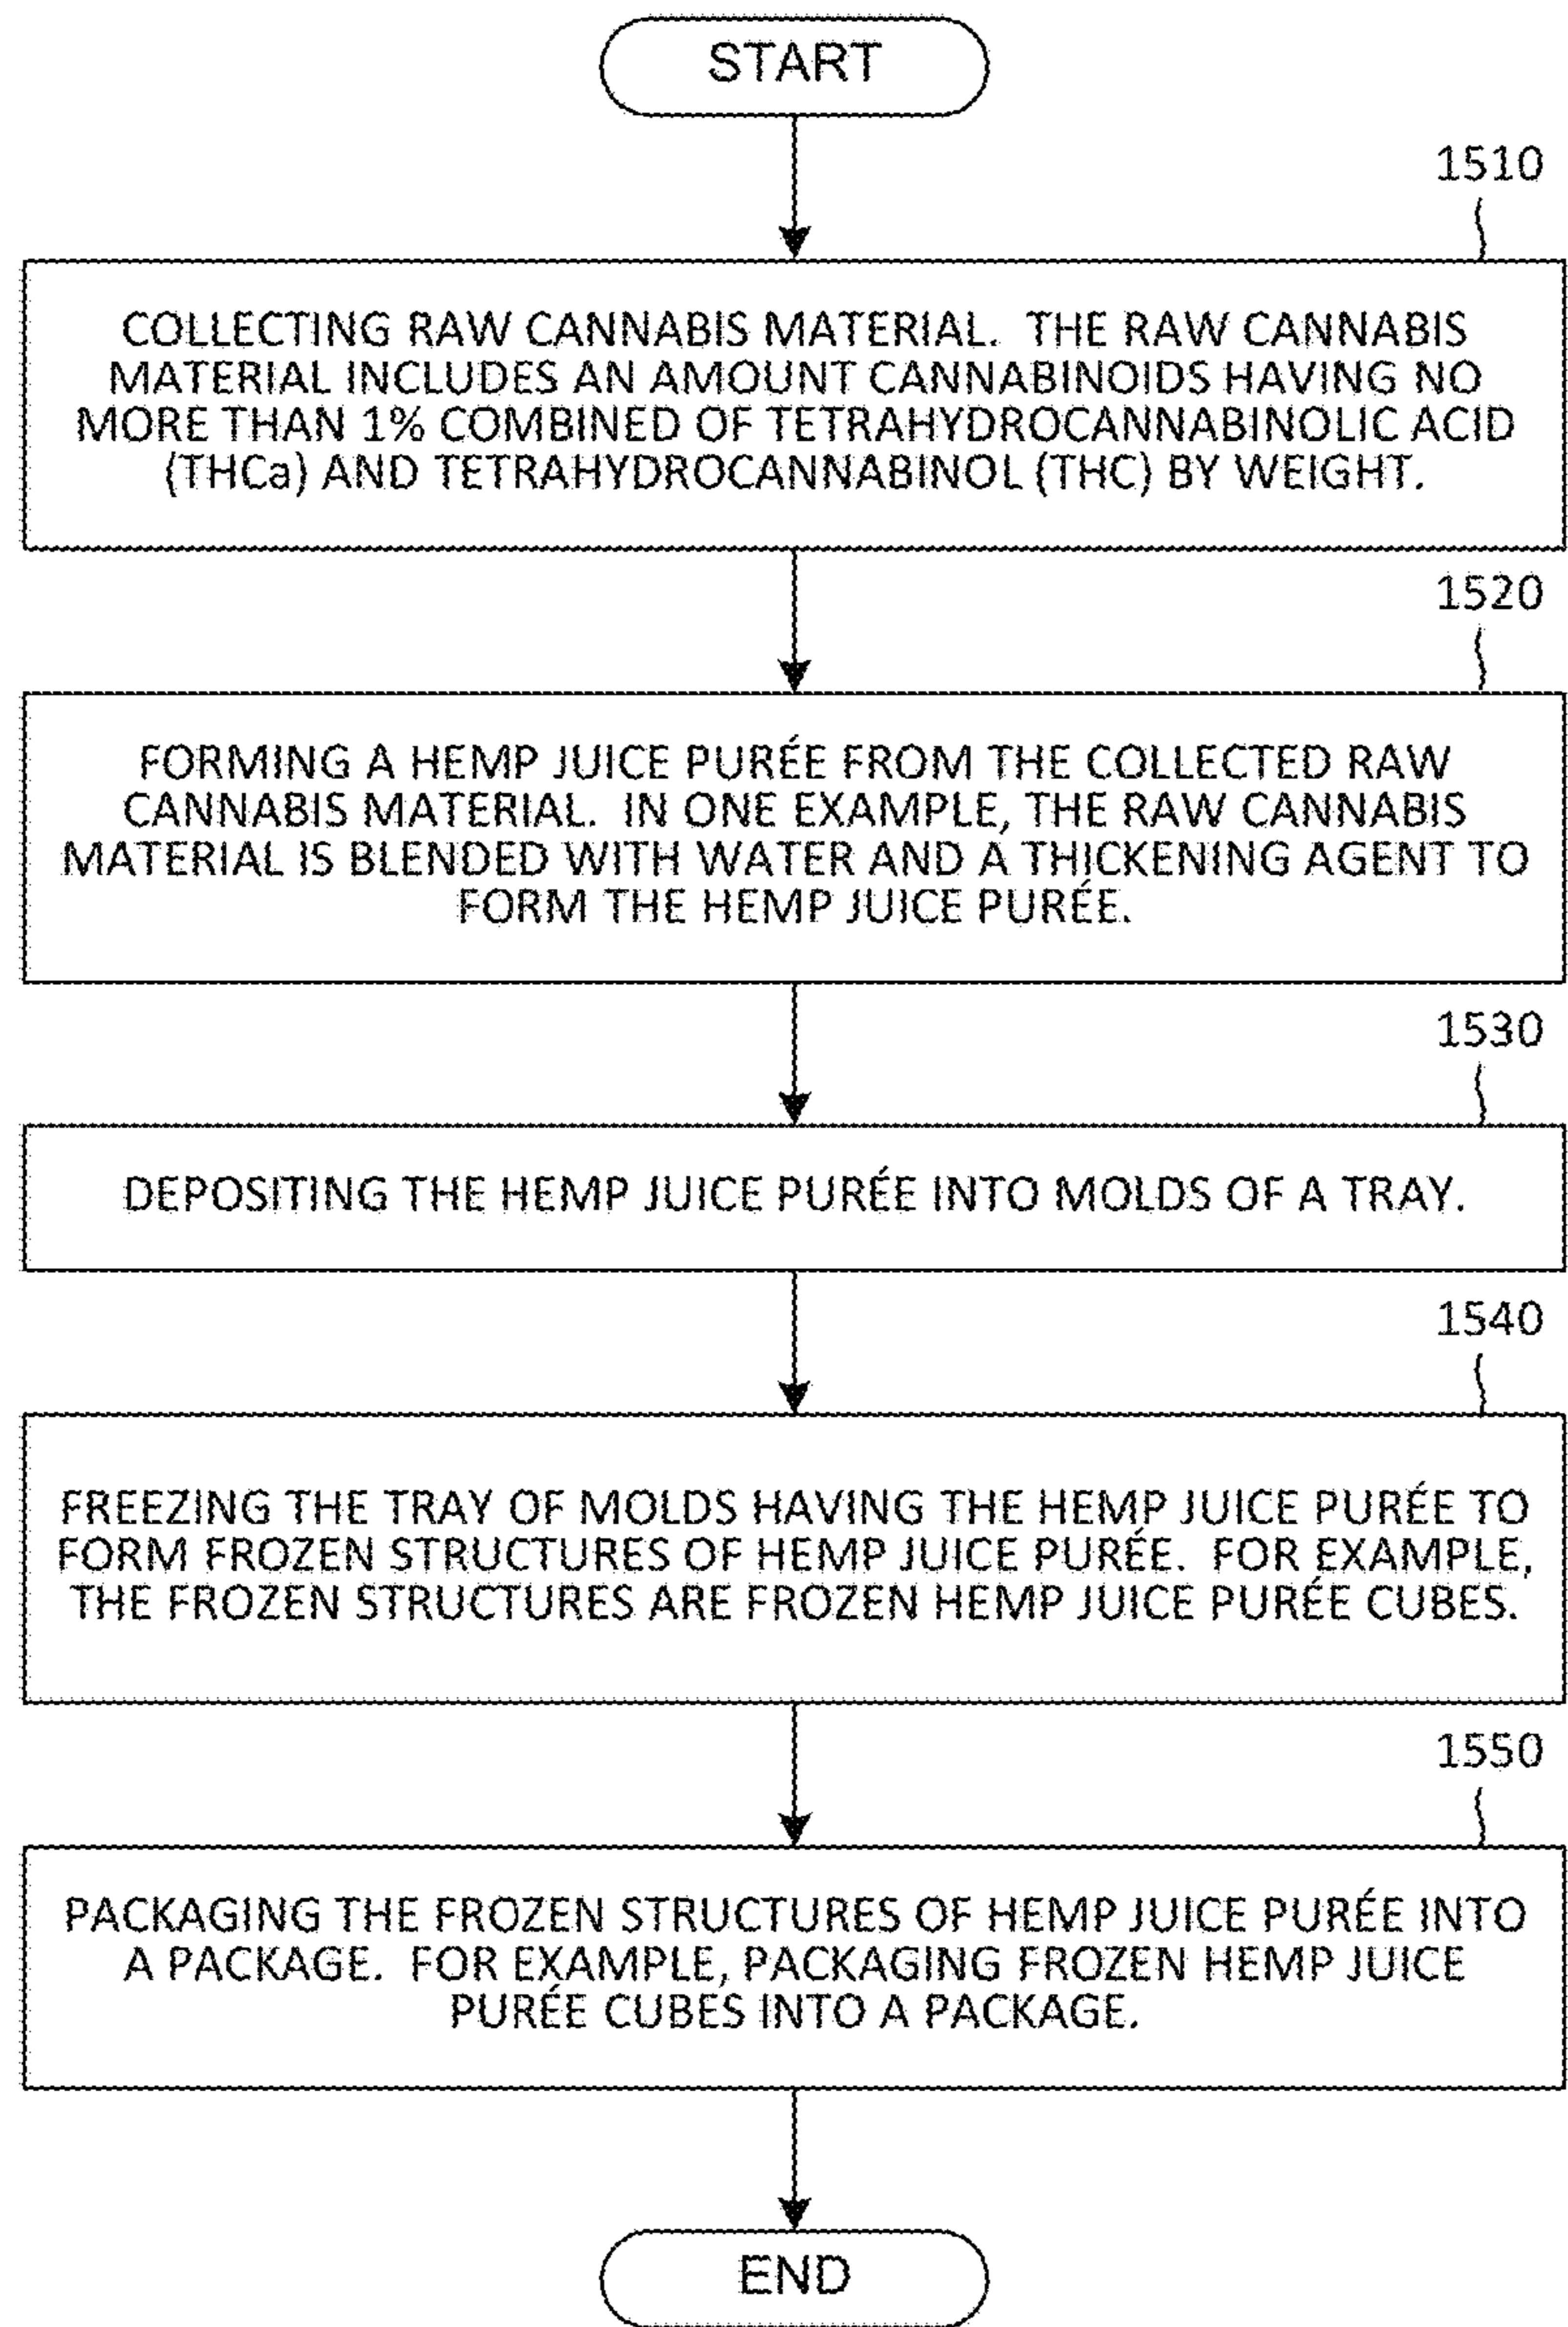 START
1510
COLLECTING RAW CANNABIS MATERIAL. THE RAW CANNABIS
MATERIAL INCLUDES AN AMOUNT CANNABINOIDS HAVING NO
MORE THAN 1% COMBINED OF TETRAHYDROCANNABINOLIC ACID
(THCa) AND TETRAHYDROCANNABINOL (THC) BY WEIGHT.
1520
FORMING A HEMP JUICE PURÉE FROM THE COLLECTED RAW
CANNABIS MATERIAL. IN ONE EXAMPLE, THE RAW CANNABIS
MATERIAL IS BLENDED WITH WATER AND A THICKENING AGENT TO
FORM THE HEMP JUICE PURÉE.
1530
DEPOSITING THE HEMP JUICE PURÉE INTO MOLDS OF A TRAY.
1540
FREEZING THE TRAY OF MOLDS HAVING THE HEMP JUICE PURÉE TO
FORM FROZEN STRUCTURES OF HEMP JUICE PURÉE. FOR EXAMPLE,
THE FROZEN STRUCTURES ARE FROZEN HEMP JUICE PURÉE CUBES.
1550
PACKAGING THE FROZEN STRUCTURES OF HEMP JUICE PURÉE INTO
A PACKAGE. FOR EXAMPLE, PACKAGING FROZEN HEMP JUICE
PURÉE CUBES INTO A PACKAGE.
END